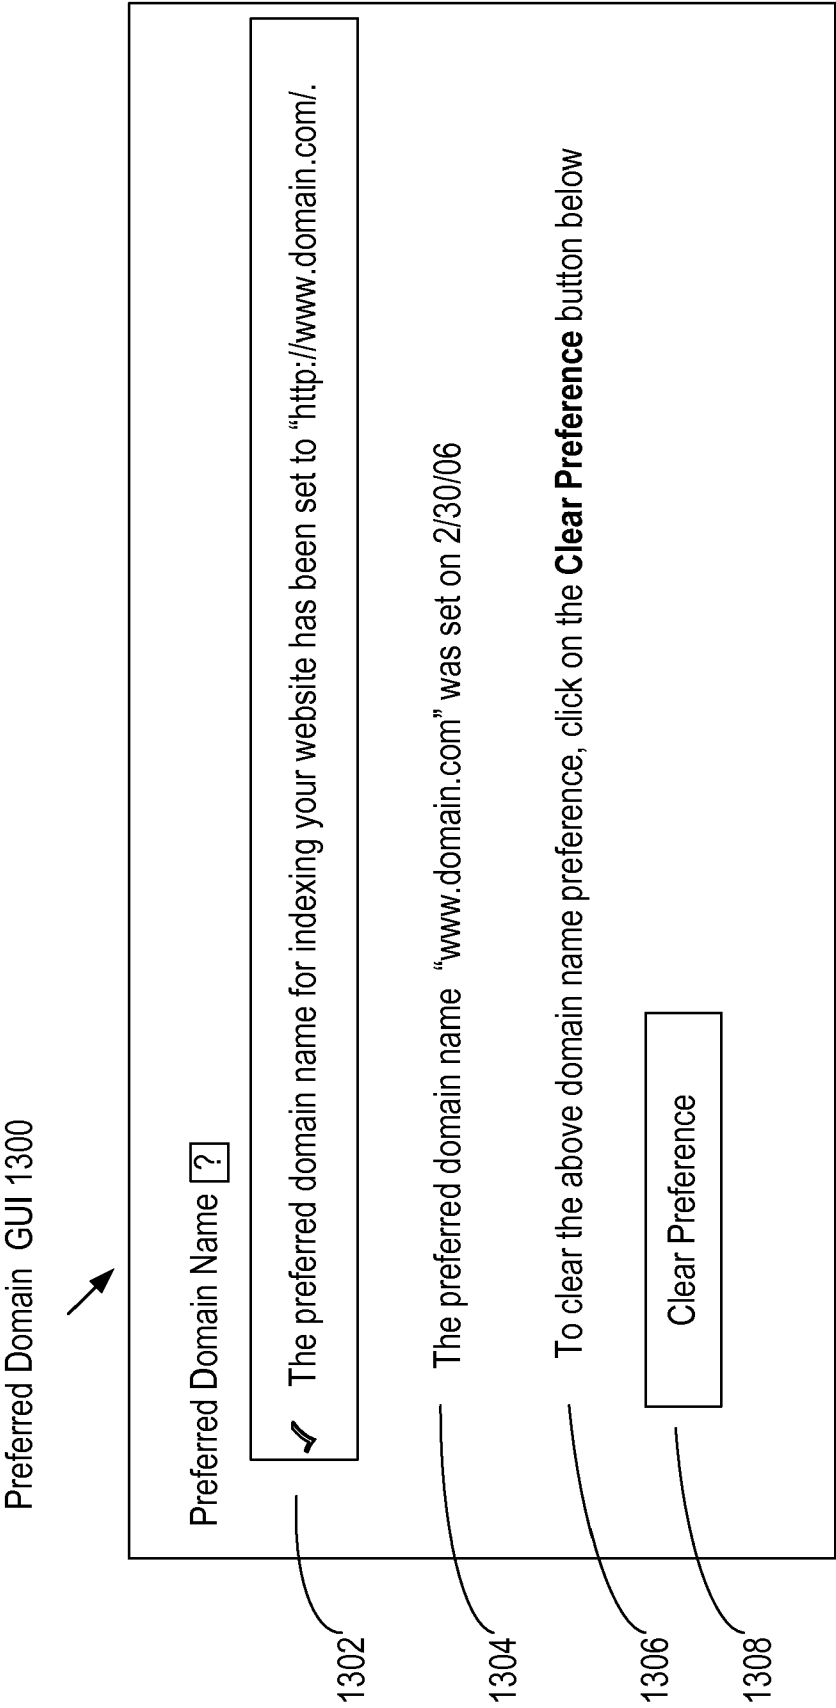 Preferred Domain GUI 1300
Preferred Domain Name ?
The preferred domain name for indexing your website has been set to “http://www.domain.com/.
1302
The preferred domain name “www.domain.com” was set on 2/30/06
1304
To clear the above domain name preference, click on the Clear Preference button below
1306
Clear Preference
1308